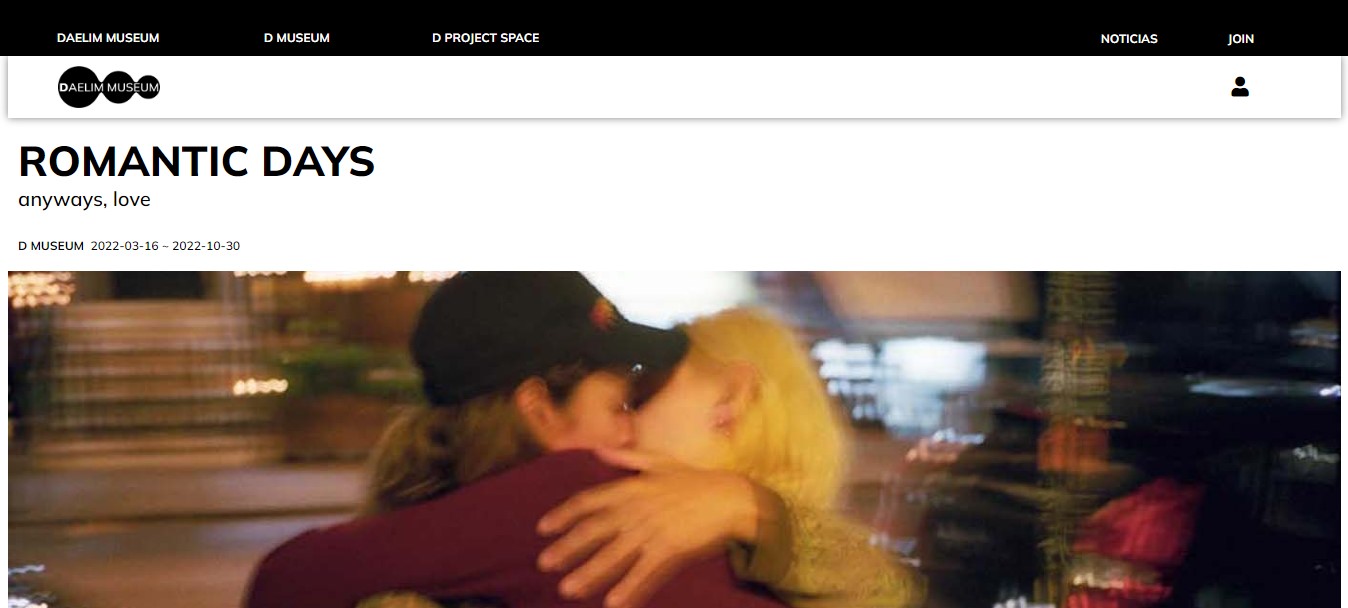 DAELIM MUSEUM D MUSEUM D PROJECT SPACE NOTICIAS JOIN
DAELIM MUSEUM
ROMANTIC DAYS
anyways, love
D MUSEUM 2022-03-16 ~ 2022-10-30